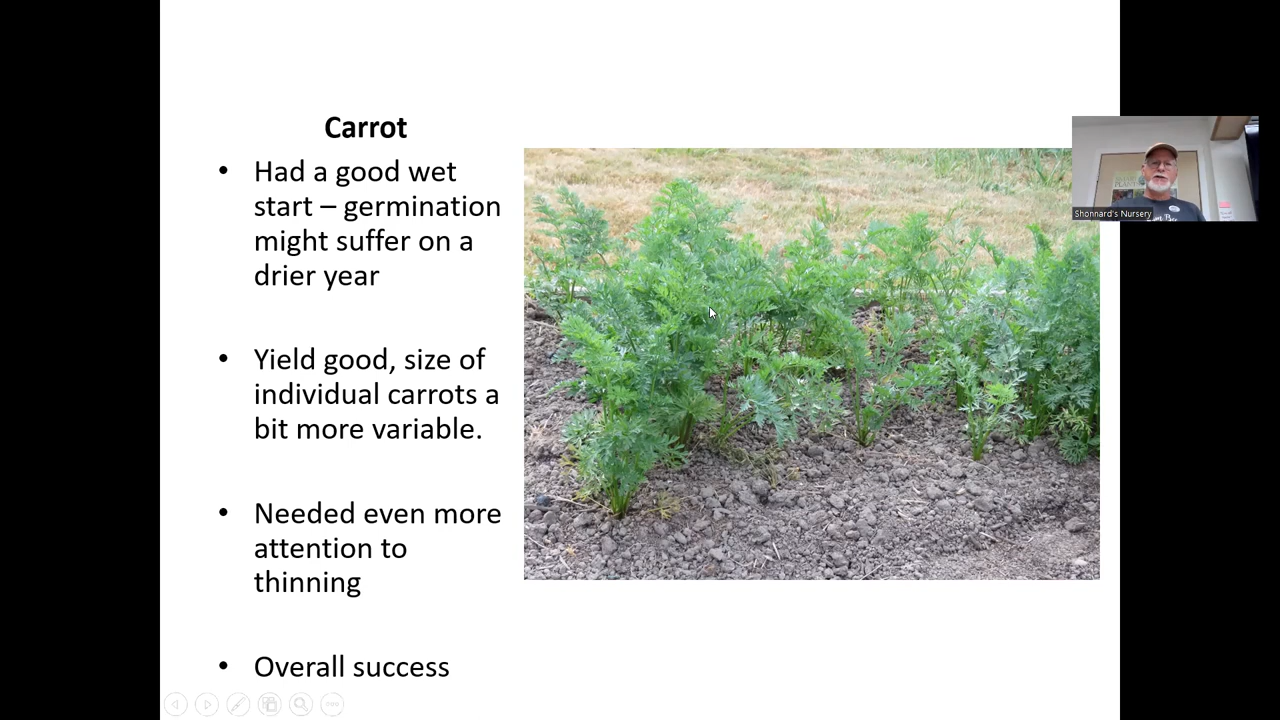 Carrot
• Had a good wet
start – germination
might suffer on a
drier year
• Yield good, size of
individual carrots a
bit more variable.
• Needed even more
attention to
thinning
• Overall success
Shonnard's Nursery